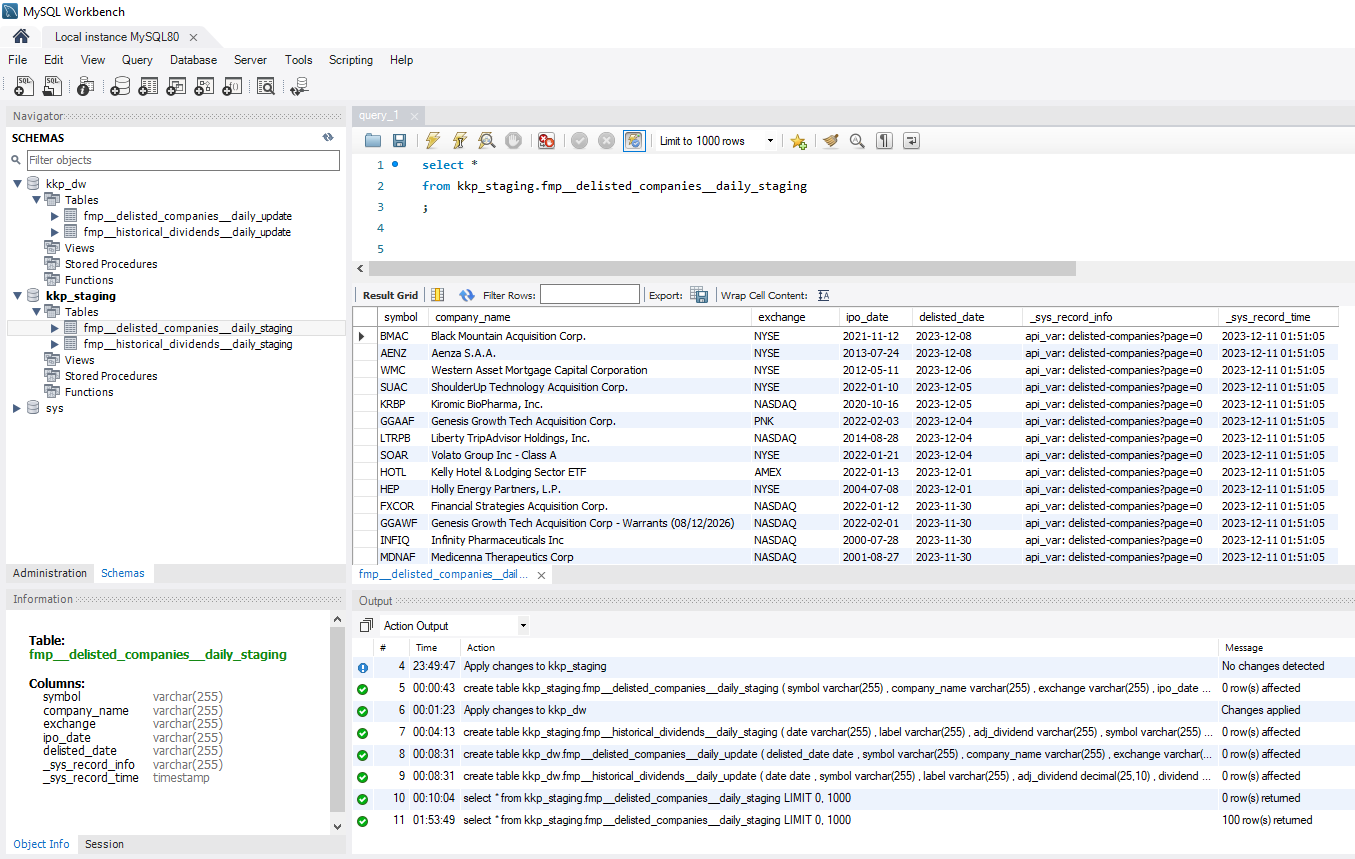 MySQL Workbench
Local instance MySQL80
File Edit View Query Database Server Tools Scripting Help
Navigator
SCHEMAS
Filter objects
kkp_dw
Tables
fmp__delisted_companies__daily_update
fmp__historical_dividends__daily_update
Views
Stored Procedures
Functions
kkp_staging
Tables
fmp__delisted_companies__daily_staging
fmp__historical_dividends__daily_staging
Views
Stored Procedures
Functions
sys
Administration Schemas
Information
Table:
fmp__delisted_companies__daily_staging
Columns:
symbol varchar(255)
company_name varchar(255)
exchange varchar(255)
ipo_date varchar(255)
delisted_date varchar(255)
_sys_record_info varchar(255)
_sys_record_time timestamp
Object Info Session
query_1
Limit to 1000 rows
1 select *
2 from kkp_staging.fmp__delisted_companies__daily_staging
3 ;
4
5
Result Grid Filter Rows: Export: Wrap Cell Content:
symbol company_name exchange ipo_date delisted_date _sys_record_info _sys_record_time
BMAC Black Mountain Acquisition Corp. NYSE 2021-11-12 2023-12-08 api_var: delisted-companies?page=0 2023-12-11 01:51:05
AENZ Aenza S.A.A. NYSE 2013-07-24 2023-12-08 api_var: delisted-companies?page=0 2023-12-11 01:51:05
WMC Western Asset Mortgage Capital Corporation NYSE 2012-05-11 2023-12-06 api_var: delisted-companies?page=0 2023-12-11 01:51:05
SUAC ShoulderUp Technology Acquisition Corp. NYSE 2022-01-10 2023-12-05 api_var: delisted-companies?page=0 2023-12-11 01:51:05
KRBP Kiromic BioPharma, Inc. NASDAQ 2020-10-16 2023-12-05 api_var: delisted-companies?page=0 2023-12-11 01:51:05
GGAAF Genesis Growth Tech Acquisition Corp. PNK 2022-02-03 2023-12-04 api_var: delisted-companies?page=0 2023-12-11 01:51:05
LTRPB Liberty TripAdvisor Holdings, Inc. NASDAQ 2014-08-28 2023-12-04 api_var: delisted-companies?page=0 2023-12-11 01:51:05
SOAR Volato Group Inc - Class A NYSE 2022-01-21 2023-12-04 api_var: delisted-companies?page=0 2023-12-11 01:51:05
HOTL Kelly Hotel & Lodging Sector ETF AMEX 2022-01-13 2023-12-01 api_var: delisted-companies?page=0 2023-12-11 01:51:05
HEP Holly Energy Partners, L.P. NYSE 2004-07-08 2023-12-01 api_var: delisted-companies?page=0 2023-12-11 01:51:05
FXCOR Financial Strategies Acquisition Corp. NASDAQ 2022-01-12 2023-11-30 api_var: delisted-companies?page=0 2023-12-11 01:51:05
GGAWF Genesis Growth Tech Acquisition Corp - Warrants (08/12/2026) NASDAQ 2022-02-01 2023-11-30 api_var: delisted-companies?page=0 2023-12-11 01:51:05
INFIQ Infinity Pharmaceuticals Inc NASDAQ 2000-07-28 2023-11-30 api_var: delisted-companies?page=0 2023-12-11 01:51:05
MDNAF Medicenna Therapeutics Corp NASDAQ 2001-08-27 2023-11-30 api_var: delisted-companies?page=0 2023-12-11 01:51:05
fmp__delisted_companies__dail...
Output
Action Output
# Time Action Message
4 23:49:47 Apply changes to kkp_staging No changes detected
5 00:00:43 create table kkp_staging.fmp__delisted_companies__daily_staging ( symbol varchar(255) , company_name varchar(255) , exchange varchar(255) , ipo_date ... 0 row(s) affected
6 00:01:23 Apply changes to kkp_dw Changes applied
7 00:04:13 create table kkp_staging.fmp__historical_dividends__daily_staging ( date varchar(255) , label varchar(255) , adj_dividend varchar(255) , symbol varchar(255) ... 0 row(s) affected
8 00:08:31 create table kkp_dw.fmp__delisted_companies__daily_update ( delisted_date date , symbol varchar(255) , company_name varchar(255) , exchange varchar(... 0 row(s) affected
9 00:08:31 create table kkp_dw.fmp__historical_dividends__daily_update ( date date , symbol varchar(255) , label varchar(255) , adj_dividend decimal(25,10) , dividend ... 0 row(s) affected
10 00:10:04 select * from kkp_staging.fmp__delisted_companies__daily_staging LIMIT 0, 1000 0 row(s) returned
11 01:53:49 select * from kkp_staging.fmp__delisted_companies__daily_staging LIMIT 0, 1000 100 row(s) returned